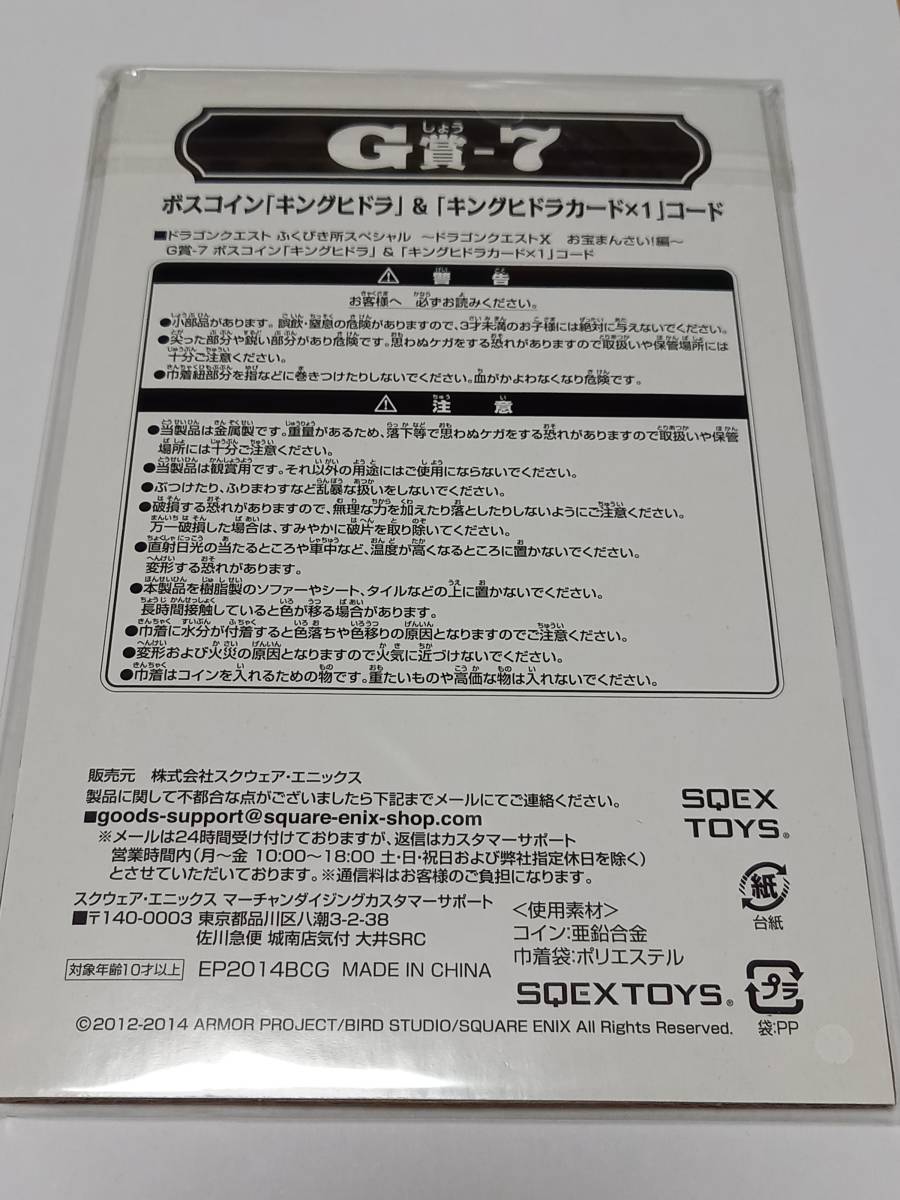 G賞-7
ボスコイン「キングヒドラ」&「キングヒドラカード×1」コード
■ドラゴンクエスト ふくびき所スペシャル ～ドラゴンクエストX お宝まんさい!編～
G賞-7 ボスコイン「キングヒドラ」&「キングヒドラカード×1」コード
⚠ 警告
お客様へ 必ずお読みください。
●小部品があります。誤飲・窒息の危険がありますので、3才未満のお子様には絶対に与えないでください。
●尖った部分や鋭い部分があり危険です。思わぬケガをする恐れがありますので取扱いや保管場所には
十分ご注意ください。
●巾着紐部分を指などに巻きつけたりしないでください。血がかよわなくなり危険です。
⚠ 注意
●当製品は金属製です。重量があるため、落下等で思わぬケガをする恐れがありますので取扱いや保管
場所には十分ご注意ください。
●当製品は観賞用です。それ以外の用途にはご使用にならないでください。
●ぶつけたり、ふりまわすなど乱暴な扱いをしないでください。
●破損する恐れがありますので、無理な力を加えたり落としたりしないようにご注意ください。
万一破損した場合は、すみやかに破片を取り除いてください。
●直射日光の当たるところや車中など、温度が高くなるところに置かないでください。
変形する恐れがあります。
●本製品を樹脂製のソファーやシート、タイルなどの上に置かないでください。
長時間接触していると色が移る場合があります。
●巾着に水分が付着すると色落ちや色移りの原因となりますのでご注意ください。
●変形および火災の原因となりますので火気に近づけないでください。
●巾着はコインを入れるための物です。重たいものや高価な物は入れないでください。
販売元 株式会社スクウェア・エニックス
製品に関して不都合な点がございましたら下記までメールにてご連絡ください。
■goods-support@square-enix-shop.com
※メールは24時間受け付けておりますが、返信はカスタマーサポート
営業時間内(月～金 10:00～18:00 土・日・祝日および弊社指定休日を除く)
とさせていただいております。※通信料はお客様のご負担になります。
スクウェア・エニックス マーチャンダイジングカスタマーサポート
■〒140-0003 東京都品川区八潮3-2-38
佐川急便 城南店気付 大井SRC
対象年齢10才以上 EP2014BCG MADE IN CHINA
<使用素材>
コイン:亜鉛合金
巾着袋:ポリエステル
SQEX
TOYS®
紙
台紙
SQEX TOYS®
プラ
袋:PP
©2012-2014 ARMOR PROJECT/BIRD STUDIO/SQUARE ENIX All Rights Reserved.